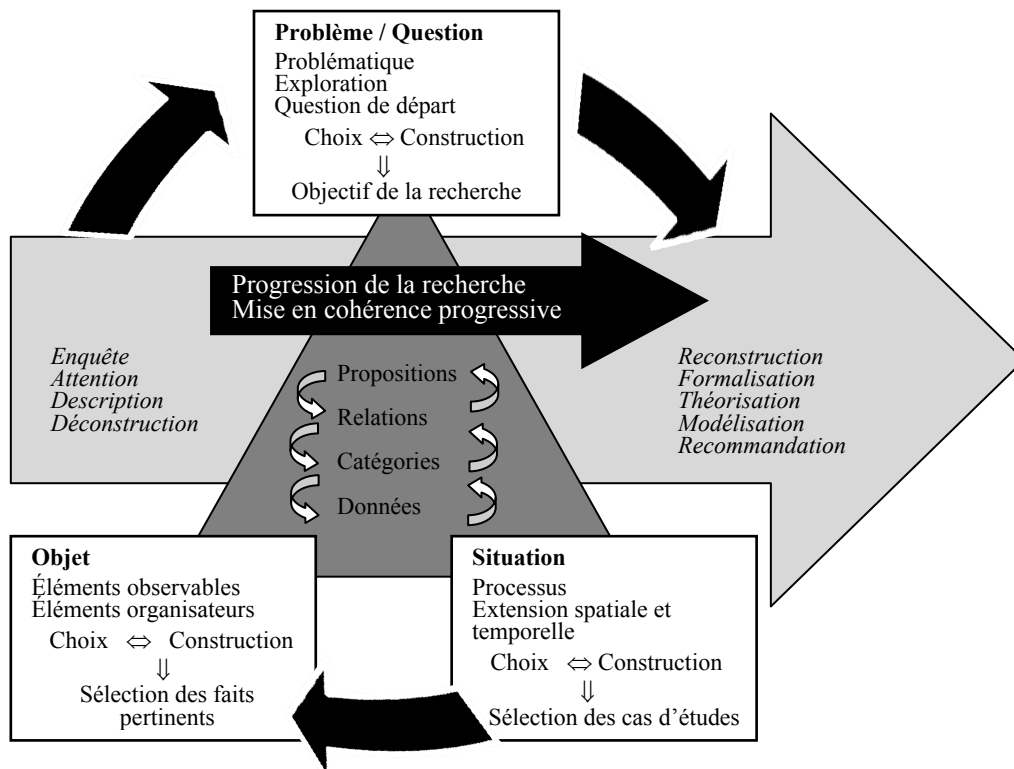 Problème / Question
Problématique
Exploration
Question de départ
Choix ⇔ Construction
⇓
Objectif de la recherche
Progression de la recherche
Mise en cohérence progressive
Enquête
Attention
Description
Déconstruction
Propositions
Relations
Catégories
Données
Reconstruction
Formalisation
Théorisation
Modélisation
Recommandation
Objet
Éléments observables
Éléments organisateurs
Choix ⇔ Construction
⇓
Sélection des faits
pertinents
Situation
Processus
Extension spatiale et
temporelle
Choix ⇔ Construction
⇓
Sélection des cas d’études